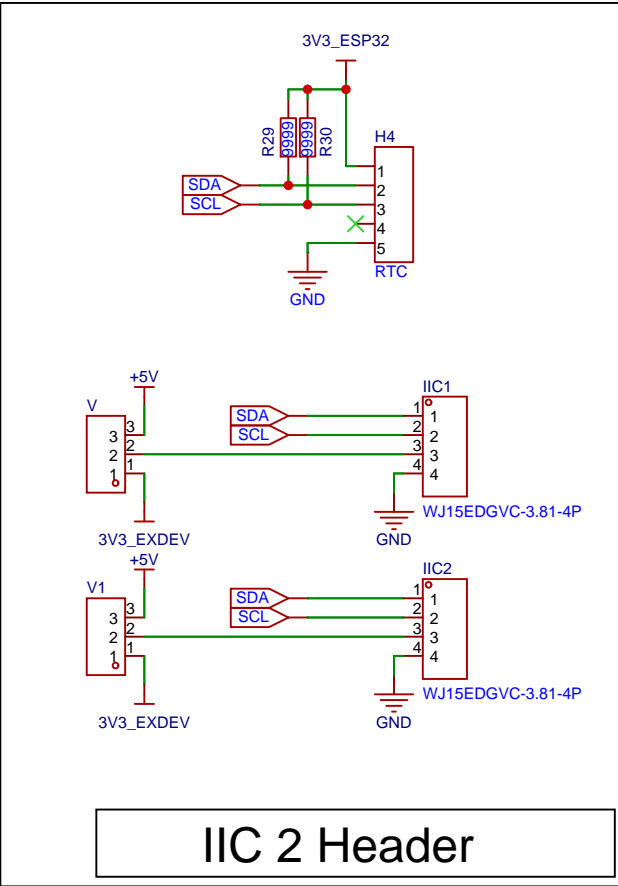 3V3_ESP32
R29
9999
9999
R30
H4
SDA
SCL
1
2
3
4
5
RTC
GND
+5V
V
3
2
1
3
2
1
3V3_EXDEV
SDA
SCL
IIC1
1
2
3
4
1
2
3
4
WJ15EDGVC-3.81-4P
GND
+5V
V1
3
2
1
3
2
1
3V3_EXDEV
SDA
SCL
IIC2
1
2
3
4
1
2
3
4
WJ15EDGVC-3.81-4P
GND
IIC 2 Header